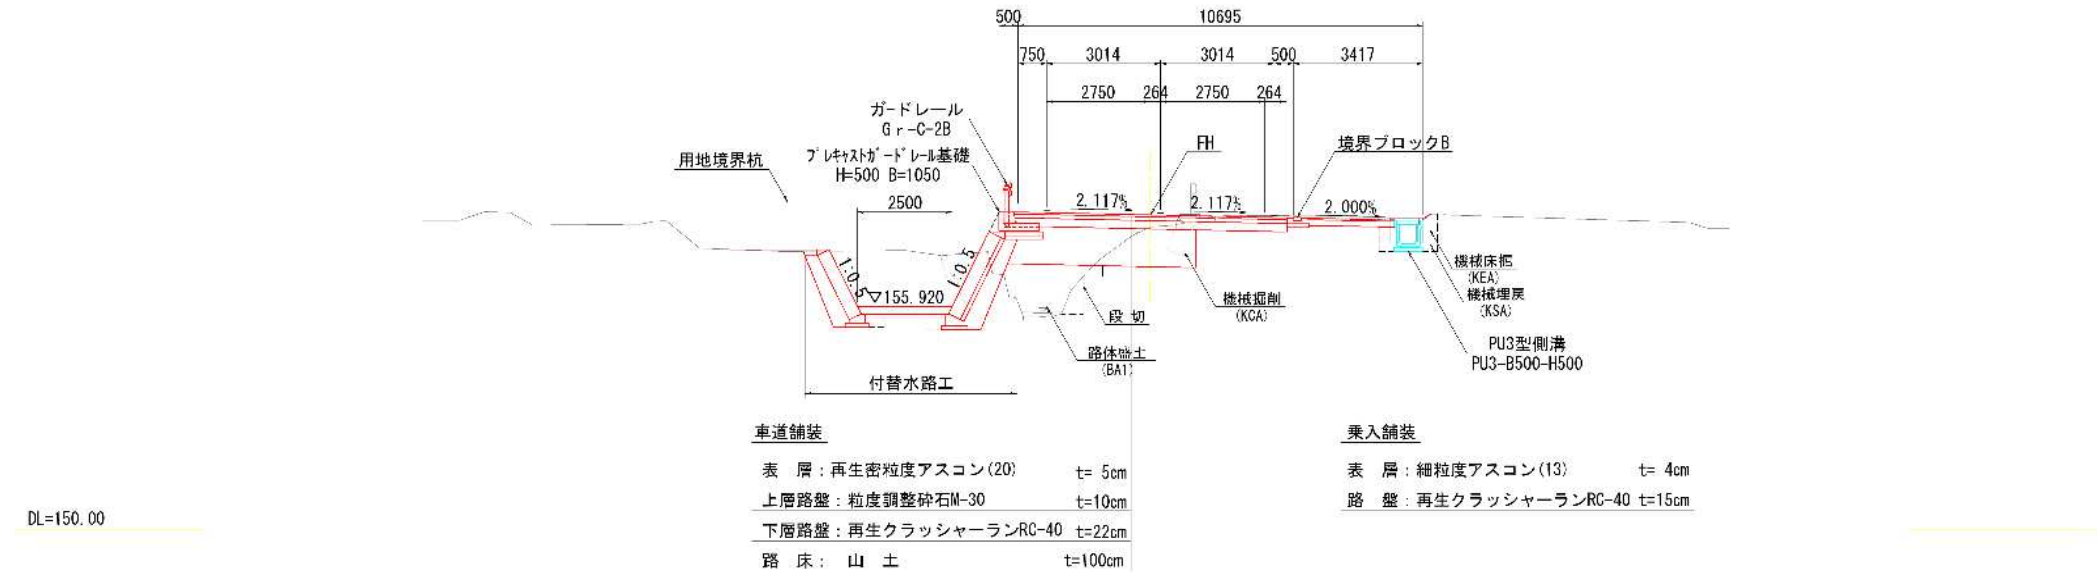 500 10695
750 3014 3014 500 3417
2750 264 2750 264
ガードレール
Gr-C-2B
プレキャストガードレール基礎
H=500 B=1050
用地境界杭
FH
境界ブロックB
2500
2.117% 2.117% 2.000%
1:0.5 1:0.5
▽155.920
機械床掘
(KEA)
機械埋戻
(KSA)
機械掘削
(KCA)
段切
路体盛土
(BA1)
PU3型側溝
PU3-B500-H500
付替水路工
車道舗装
表 層:再生密粒度アスコン(20) t= 5cm
上層路盤:粒度調整砕石M-30 t=10cm
下層路盤:再生クラッシャーランRC-40 t=22cm
路 床: 山 土 t=100cm
乗入舗装
表 層:細粒度アスコン(13) t= 4cm
路 盤:再生クラッシャーランRC-40 t=15cm
DL=150.00